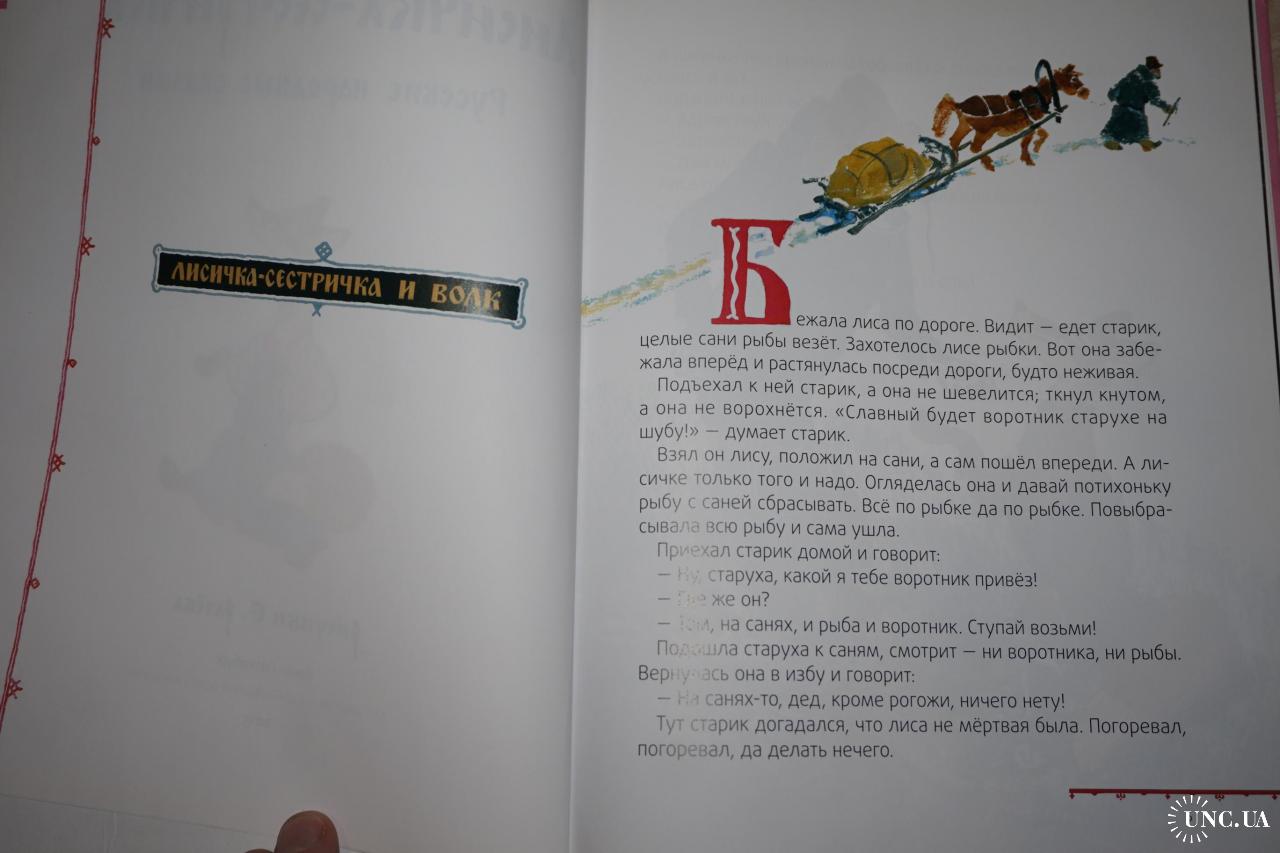 ЛИСИЧКА-СЕСТРИЧКА И ВОЛК
Бежала лиса по дороге. Видит — едет старик,
целые сани рыбы везёт. Захотелось лисе рыбки. Вот она забе-
жала вперёд и растянулась посреди дороги, будто неживая.
Подъехал к ней старик, а она не шевелится; ткнул кнутом,
а она не ворохнётся. «Славный будет воротник старухе на
шубу!» — думает старик.
Взял он лису, положил на сани, а сам пошёл впереди. А ли-
сичке только того и надо. Огляделась она и давай потихоньку
рыбу с саней сбрасывать. Всё по рыбке да по рыбке. Повыбра-
сывала всю рыбу и сама ушла.
Приехал старик домой и говорит:
— Ну, старуха, какой я тебе воротник привёз!
— Где же он?
— Там, на санях, и рыба и воротник. Ступай возьми!
Подошла старуха к саням, смотрит — ни воротника, ни рыбы.
Вернулась она в избу и говорит:
— На санях-то, дед, кроме рогожи, ничего нету!
Тут старик догадался, что лиса не мёртвая была. Погоревал,
погоревал, да делать нечего.
UNC.UA